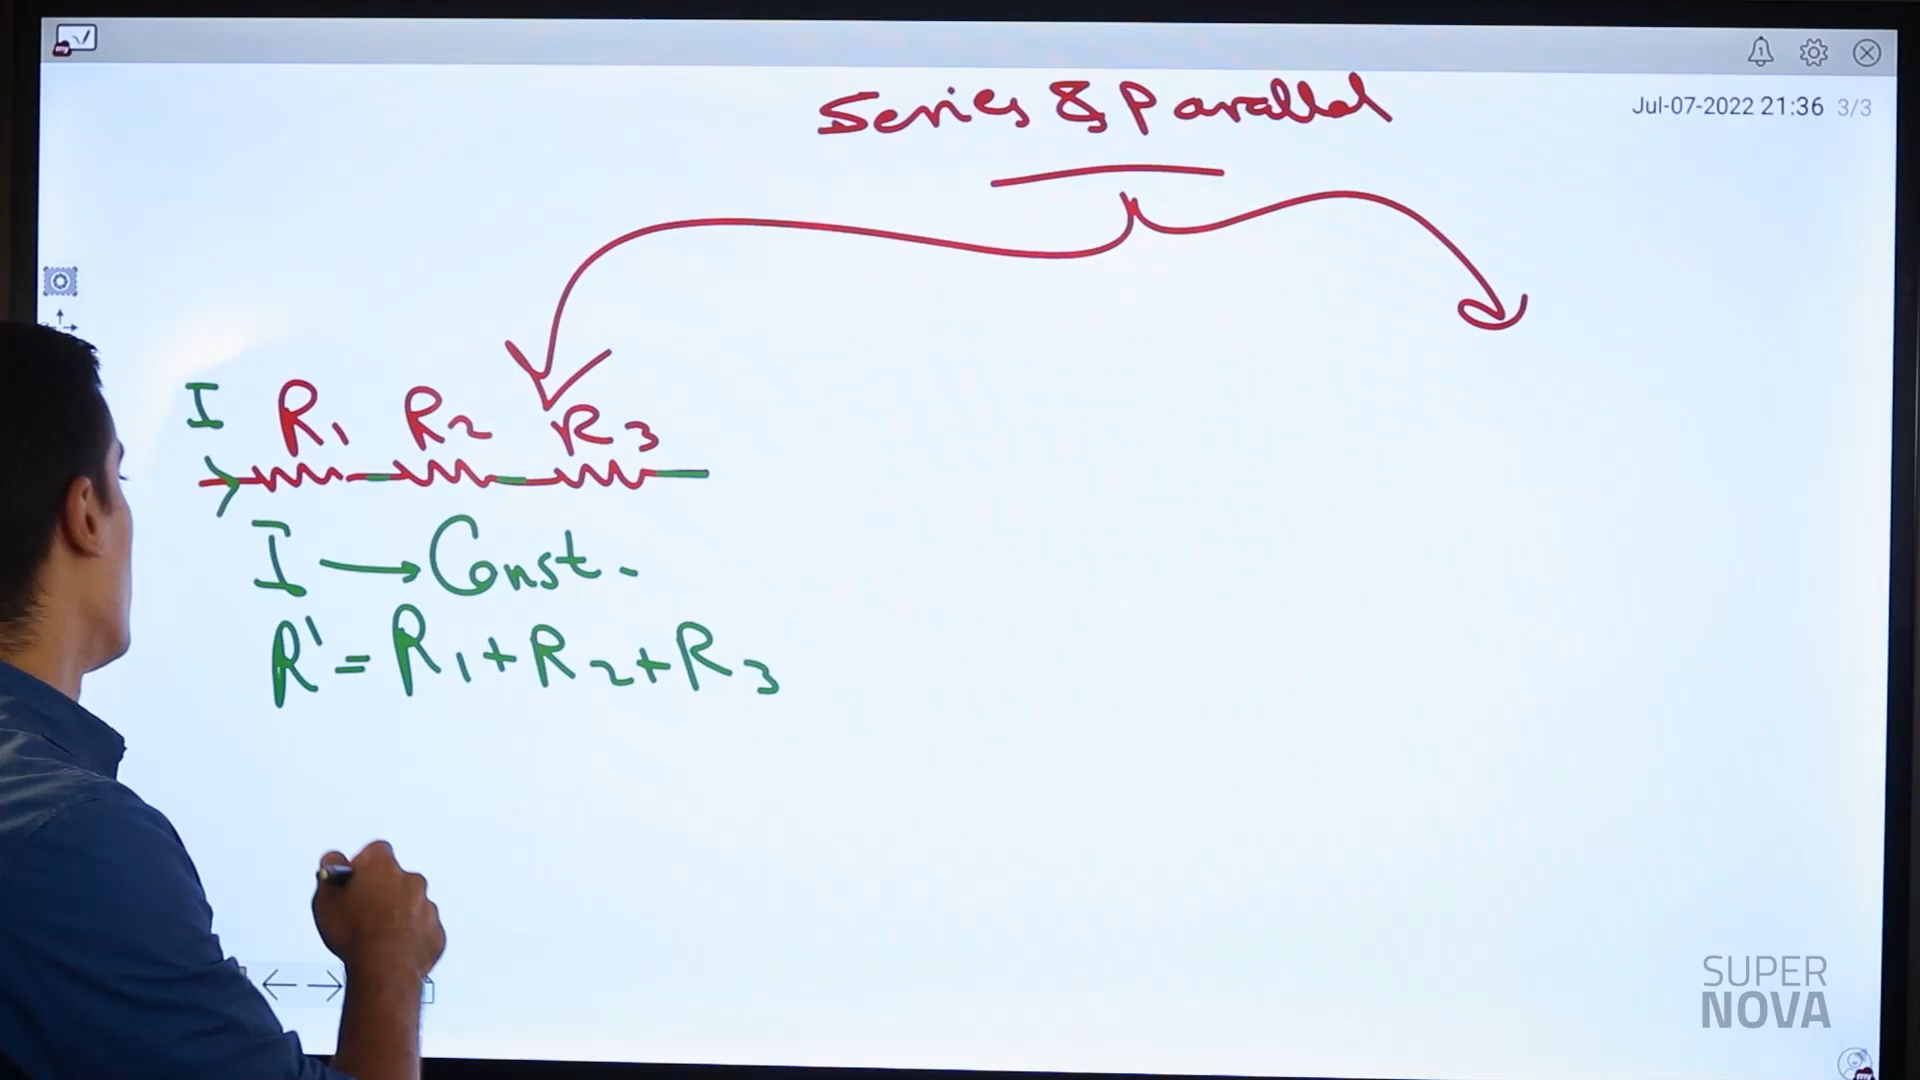 Series & Parallel
Jul-07-2022 21:36 3/3
I R1 R2 R3
I → Const.
R' = R1 + R2 + R3
SUPER
NOVA